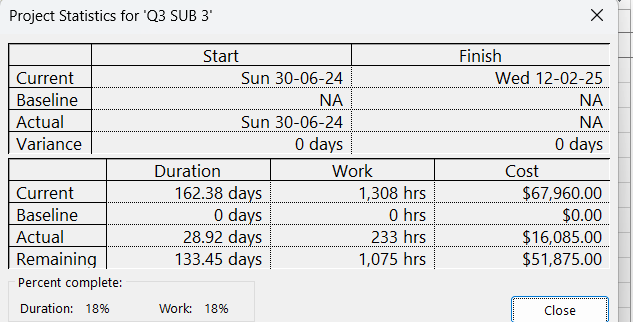 Project Statistics for 'Q3 SUB 3'
Start Finish
Current Sun 30-06-24 Wed 12-02-25
Baseline NA NA
Actual Sun 30-06-24 NA
Variance 0 days 0 days
Duration Work Cost
Current 162.38 days 1,308 hrs $67,960.00
Baseline 0 days 0 hrs $0.00
Actual 28.92 days 233 hrs $16,085.00
Remaining 133.45 days 1,075 hrs $51,875.00
Percent complete:
Duration: 18% Work: 18% Close